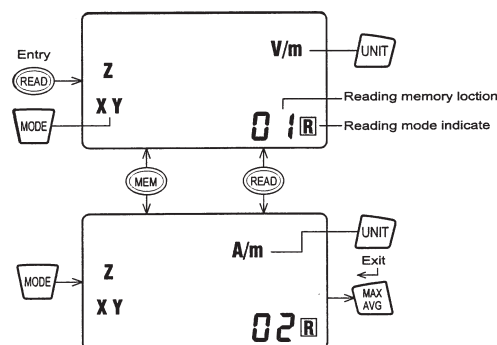 V/m
UNIT
Entry
READ
Z
MODE
X Y
Reading memory loction
01 R
Reading mode indicate
MEM
READ
A/m
UNIT
Exit
MODE
Z
MAX
AVG
X Y
02 R